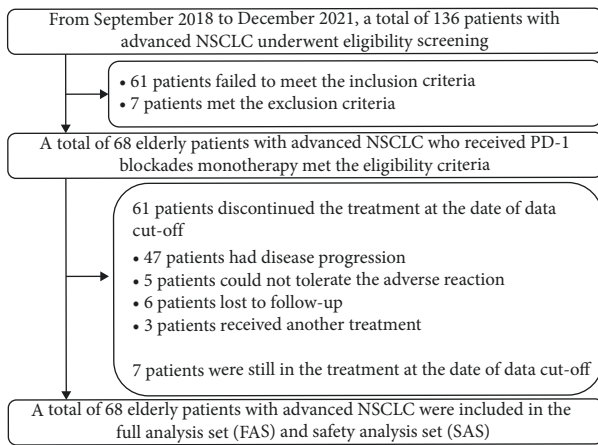 From September 2018 to December 2021, a total of 136 patients with
advanced NSCLC underwent eligibility screening
• 61 patients failed to meet the inclusion criteria
• 7 patients met the exclusion criteria
A total of 68 elderly patients with advanced NSCLC who received PD-1
blockades monotherapy met the eligibility criteria
61 patients discontinued the treatment at the date of data
cut-off
• 47 patients had disease progression
• 5 patients could not tolerate the adverse reaction
• 6 patients lost to follow-up
• 3 patients received another treatment
7 patients were still in the treatment at the date of data cut-off
A total of 68 elderly patients with advanced NSCLC were included in the
full analysis set (FAS) and safety analysis set (SAS)